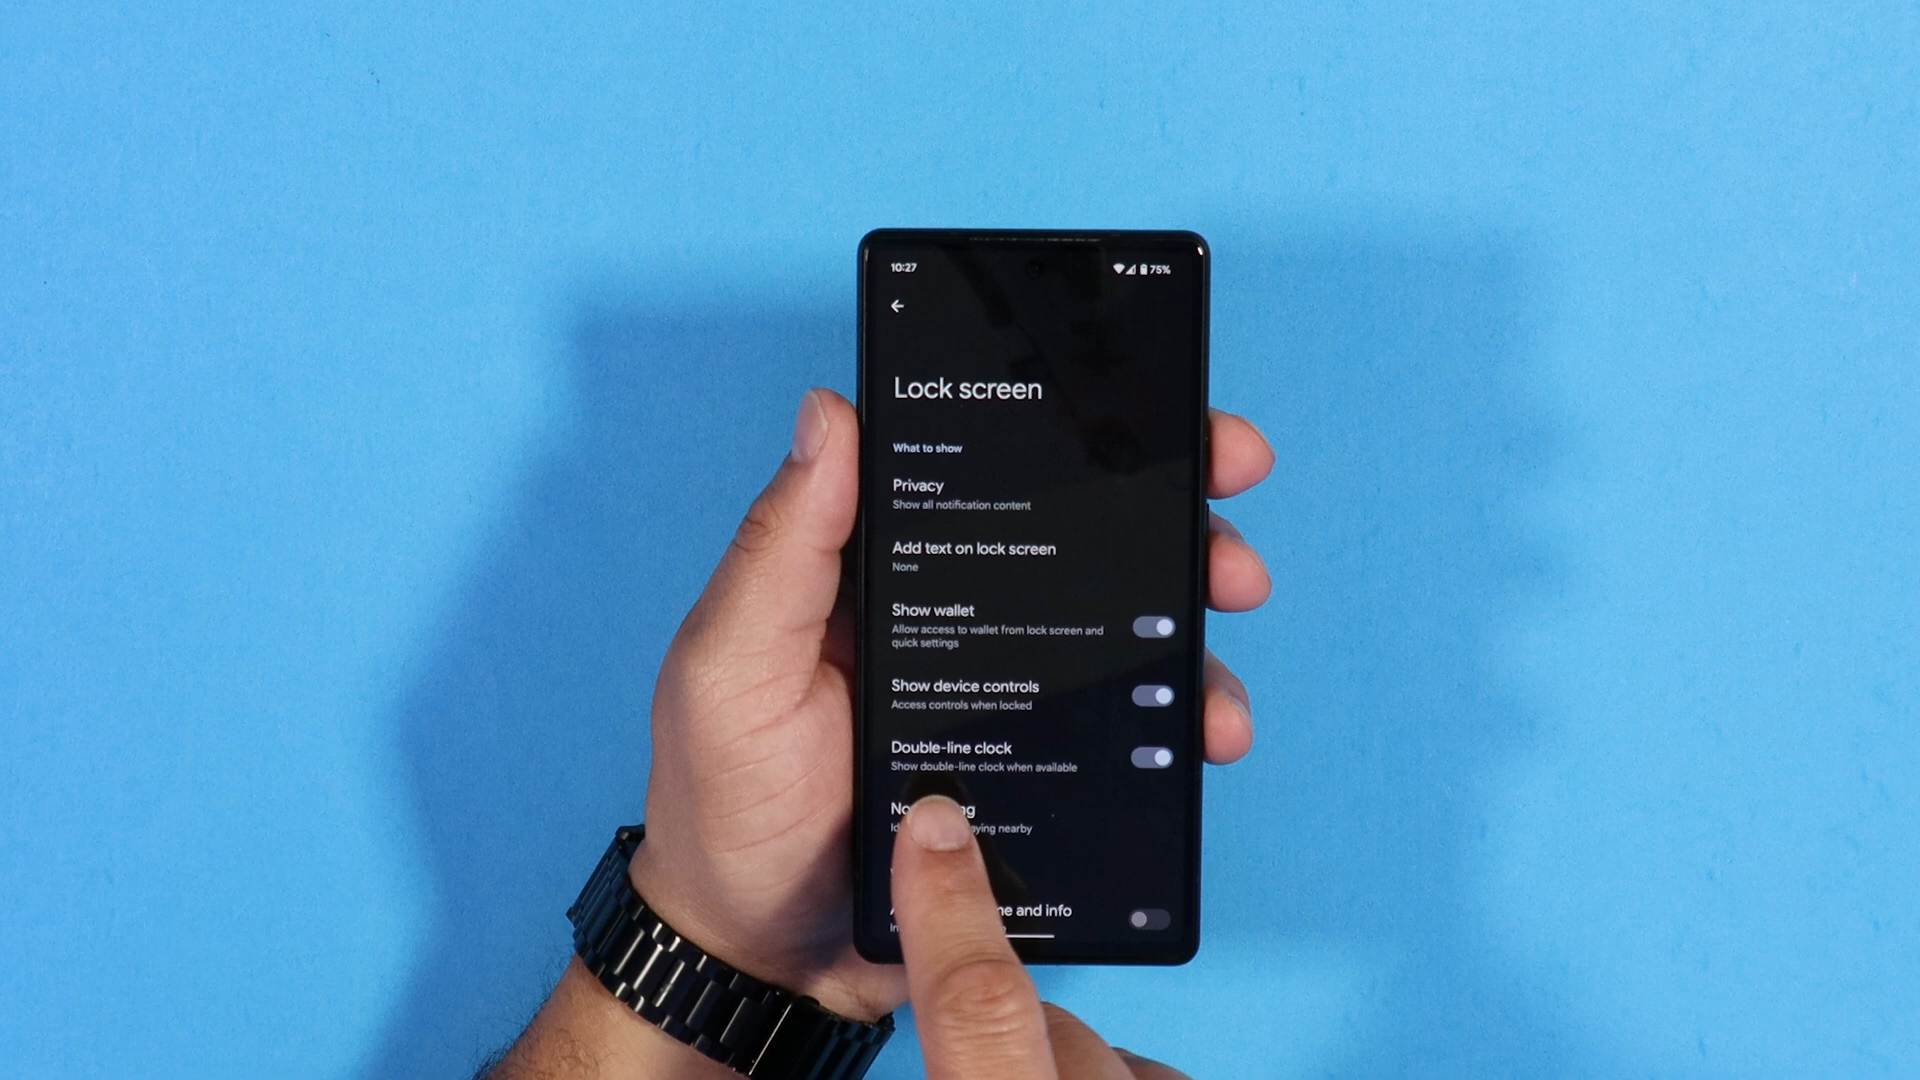 10:27 75%
Lock screen
What to show
Privacy
Show all notification content
Add text on lock screen
None
Show wallet
Allow access to wallet from lock screen and
quick settings
Show device controls
Access controls when locked
Double-line clock
Show double-line clock when available
nearby
and info